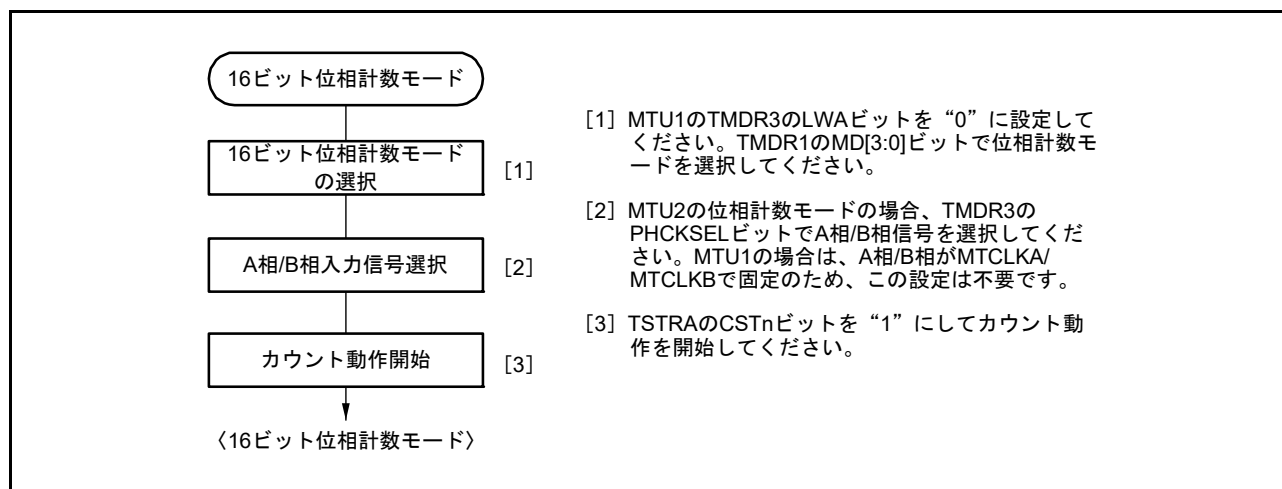 16ビット位相計数モード
16ビット位相計数モード
の選択
[1]
A相/B相入力信号選択
[2]
カウント動作開始
[3]
〈16ビット位相計数モード〉
[1] MTU1のTMDR3のLWAビットを“0”に設定して
ください。TMDR1のMD[3:0]ビットで位相計数モ
ードを選択してください。
[2] MTU2の位相計数モードの場合、TMDR3の
PHCKSELビットでA相/B相信号を選択してくだ
さい。MTU1の場合は、A相/B相がMTCLKA/
MTCLKBで固定のため、この設定は不要です。
[3] TSTRAのCSTnビットを“1”にしてカウント動
作を開始してください。